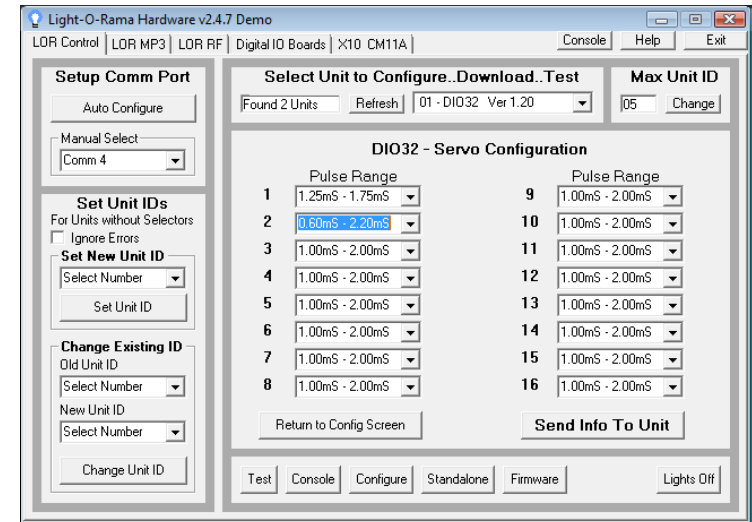 Light-O-Rama Hardware v2.4.7 Demo
LOR Control LOR MP3 LOR RF Digital IO Boards X10 CM11A Console Help Exit
Setup Comm Port
Auto Configure
Manual Select
Comm 4
Set Unit IDs
For Units without Selectors
Ignore Errors
Set New Unit ID
Select Number
Set Unit ID
Change Existing ID
Old Unit ID
Select Number
New Unit ID
Select Number
Change Unit ID
Select Unit to Configure..Download..Test
Found 2 Units Refresh 01 - DIO32 Ver 1.20
Max Unit ID
05 Change
DIO32 - Servo Configuration
Pulse Range Pulse Range
1 1.25mS - 1.75mS 9 1.00mS - 2.00mS
2 0.60mS - 2.20mS 10 1.00mS - 2.00mS
3 1.00mS - 2.00mS 11 1.00mS - 2.00mS
4 1.00mS - 2.00mS 12 1.00mS - 2.00mS
5 1.00mS - 2.00mS 13 1.00mS - 2.00mS
6 1.00mS - 2.00mS 14 1.00mS - 2.00mS
7 1.00mS - 2.00mS 15 1.00mS - 2.00mS
8 1.00mS - 2.00mS 16 1.00mS - 2.00mS
Return to Config Screen Send Info To Unit
Test Console Configure Standalone Firmware Lights Off